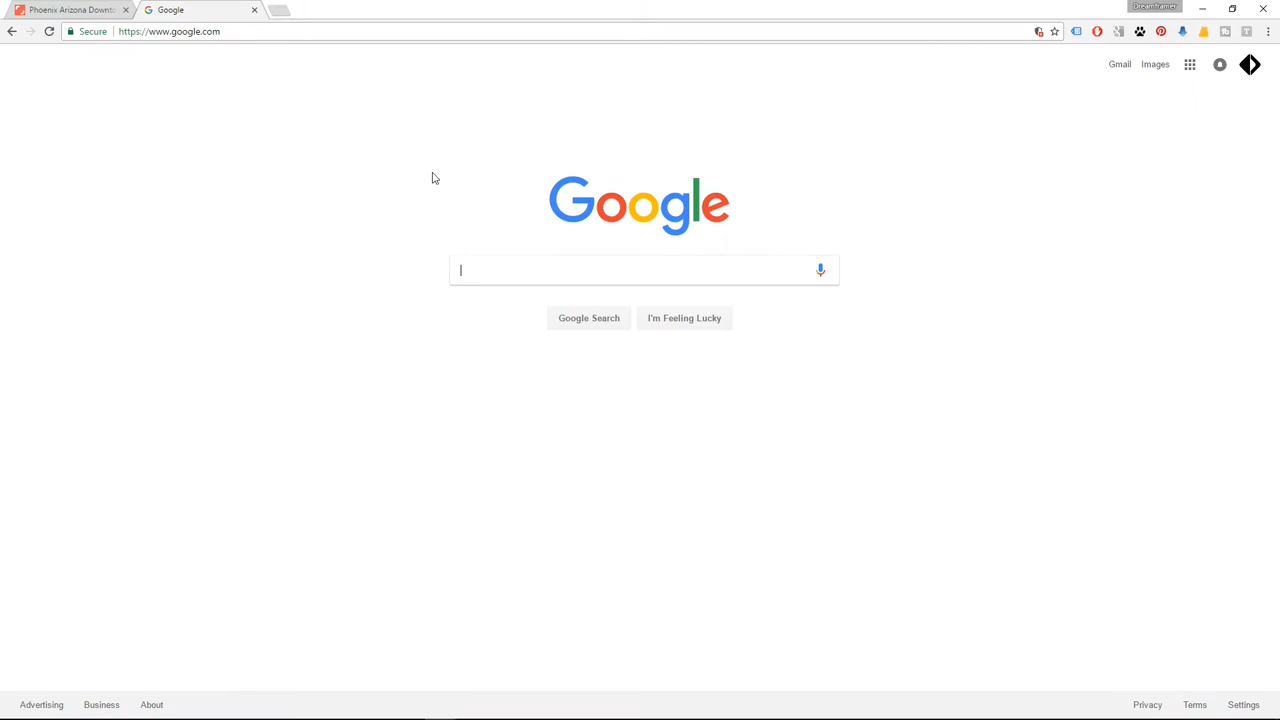 Phoenix Arizona Downto
Google
Dreamframer
Secure
https://www.google.com
Gmail
Images
Google
Google Search
I'm Feeling Lucky
Advertising
Business
About
Privacy
Terms
Settings